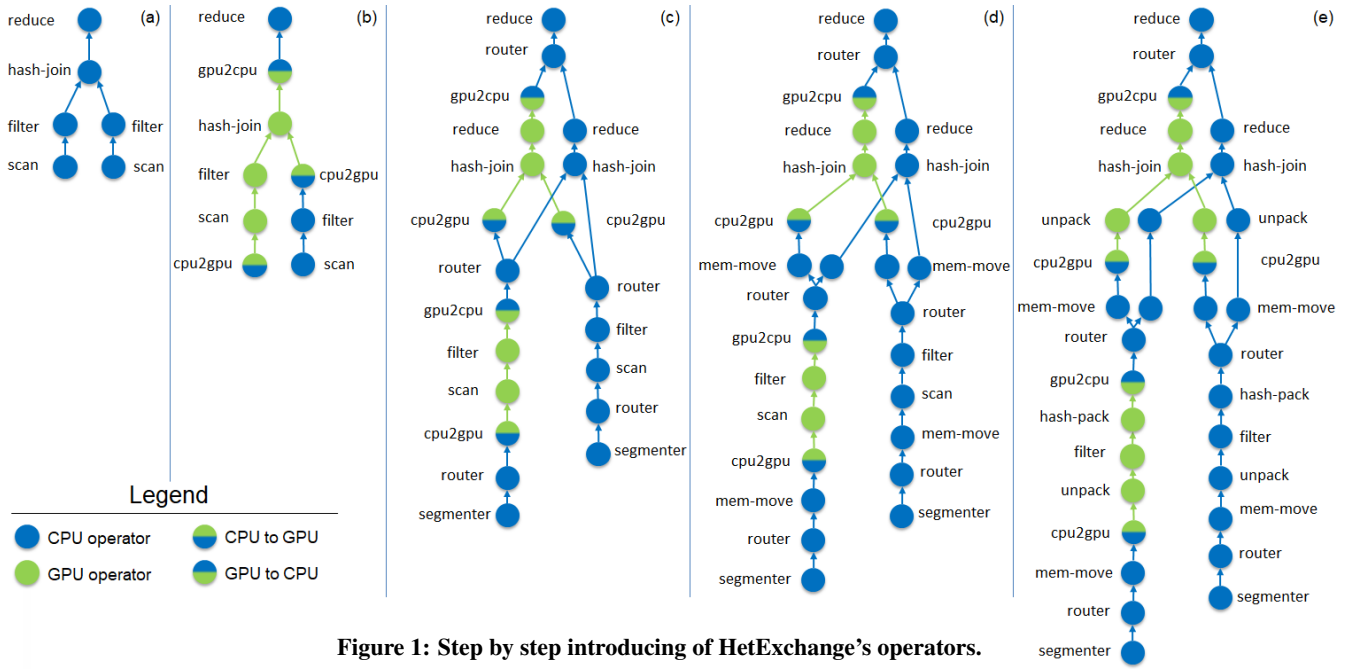 (a)
reduce
hash-join
filter
filter
scan
scan
(b)
reduce
gpu2cpu
hash-join
filter
cpu2gpu
scan
filter
cpu2gpu
scan
(c)
reduce
router
gpu2cpu
reduce
reduce
hash-join
hash-join
cpu2gpu
cpu2gpu
router
router
gpu2cpu
filter
filter
scan
scan
router
cpu2gpu
segmenter
router
segmenter
(d)
reduce
router
gpu2cpu
reduce
reduce
hash-join
hash-join
cpu2gpu
cpu2gpu
mem-move
mem-move
router
router
gpu2cpu
filter
filter
scan
scan
mem-move
cpu2gpu
router
mem-move
segmenter
router
segmenter
(e)
reduce
router
gpu2cpu
reduce
reduce
hash-join
hash-join
unpack
unpack
cpu2gpu
cpu2gpu
mem-move
mem-move
router
router
gpu2cpu
hash-pack
hash-pack
filter
filter
unpack
unpack
mem-move
cpu2gpu
router
mem-move
segmenter
router
segmenter
Legend
CPU operator
CPU to GPU
GPU operator
GPU to CPU
Figure 1: Step by step introducing of HetExchange's operators.